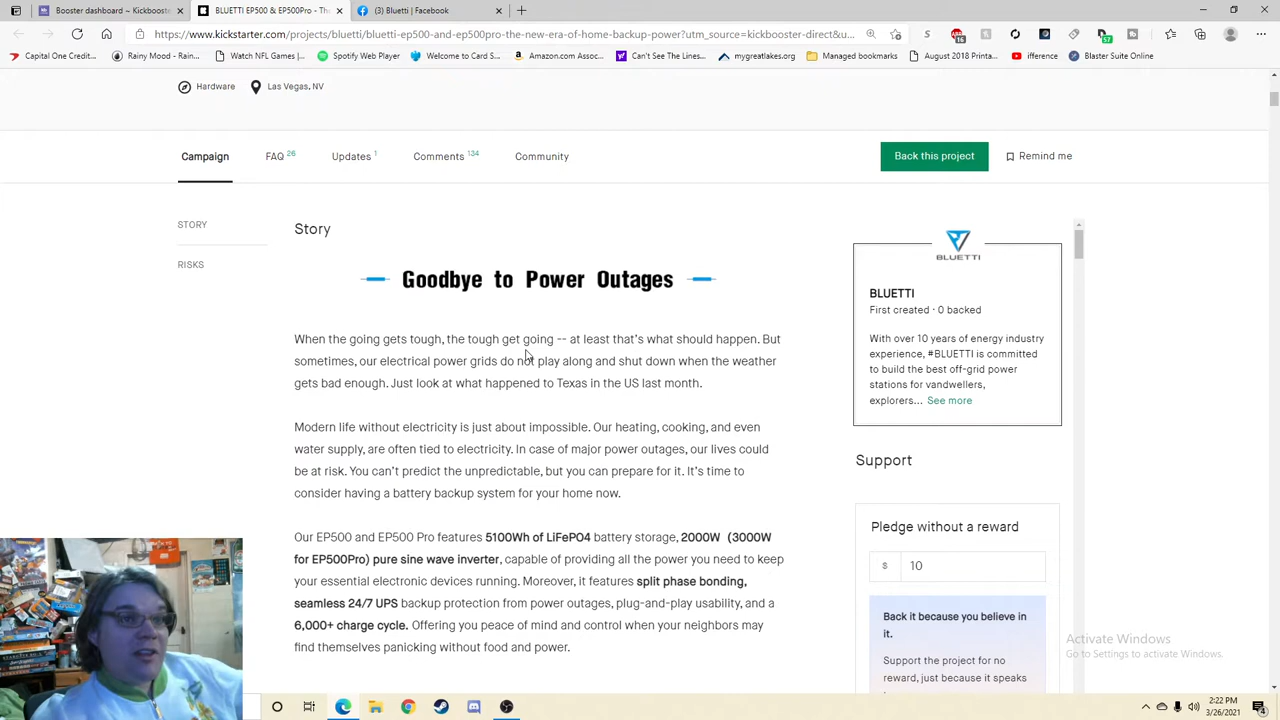 Booster dashboard ~ Kickbooste
BLUETTI EP500 & EP500Pro - The
(3) Bluetti | Facebook
https://www.kickstarter.com/projects/bluetti/bluetti-ep500-and-ep500pro-the-new-era-of-home-backup-power?utm_source=kickbooster-direct&u...
Capital One Credit...
Rainy Mood - Rain...
Watch NFL Games |...
Spotify Web Player
Welcome to Card S...
Amazon.com Assoc...
Can't See The Lines...
mygreatlakes.org
Managed bookmarks
August 2018 Printa...
ifference
Blaster Suite Online
Hardware
Las Vegas, NV
Campaign
FAQ 26
Updates 1
Comments 134
Community
Back this project
Remind me
STORY
RISKS
Story
Goodbye to Power Outages
When the going gets tough, the tough get going -- at least that's what should happen. But
sometimes, our electrical power grids do not play along and shut down when the weather
gets bad enough. Just look at what happened to Texas in the US last month.
Modern life without electricity is just about impossible. Our heating, cooking, and even
water supply, are often tied to electricity. In case of major power outages, our lives could
be at risk. You can't predict the unpredictable, but you can prepare for it. It's time to
consider having a battery backup system for your home now.
Our EP500 and EP500 Pro features 5100Wh of LiFePO4 battery storage, 2000W (3000W
for EP500Pro) pure sine wave inverter, capable of providing all the power you need to keep
your essential electronic devices running. Moreover, it features split phase bonding,
seamless 24/7 UPS backup protection from power outages, plug-and-play usability, and a
6,000+ charge cycle. Offering you peace of mind and control when your neighbors may
find themselves panicking without food and power.
BLUETTI
BLUETTI
First created · 0 backed
With over 10 years of energy industry
experience, #BLUETTI is committed
to build the best off-grid power
stations for vandwellers,
explorers... See more
Support
Pledge without a reward
$ 10
Back it because you believe in
it.
Support the project for no
reward, just because it speaks
Activate Windows
Go to Settings to activate Windows.
2:22 PM
3/26/2021